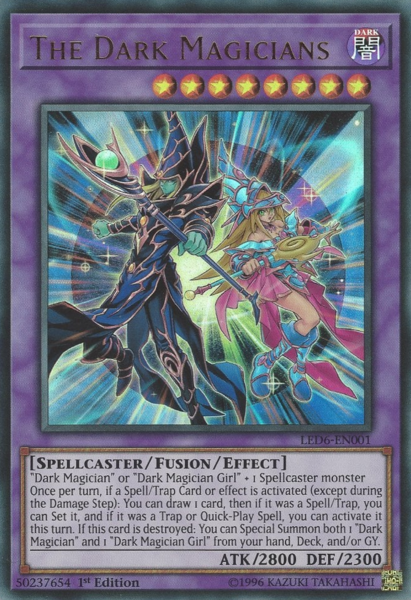 The Dark Magicians
DARK
闇
LED6-EN001
[Spellcaster/Fusion/Effect]
"Dark Magician" or "Dark Magician Girl" + 1 Spellcaster monster
Once per turn, if a Spell/Trap Card or effect is activated (except during
the Damage Step): You can draw 1 card, then if it was a Spell/Trap, you
can Set it, and if it was a Trap or Quick-Play Spell, you can activate it
this turn. If this card is destroyed: You can Special Summon both 1 "Dark
Magician" and 1 "Dark Magician Girl" from your hand, Deck, and/or GY.
ATK/2800 DEF/2300
50237654 1st Edition ©1996 KAZUKI TAKAHASHI